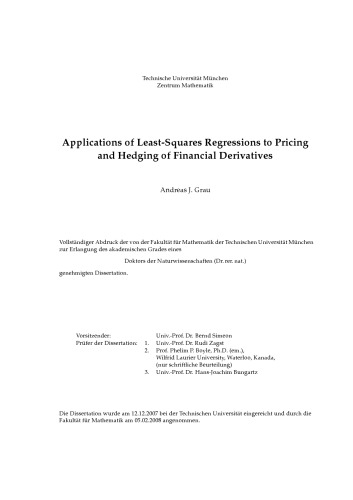 Technische Universität München
Zentrum Mathematik
Applications of Least-Squares Regressions to Pricing
and Hedging of Financial Derivatives
Andreas J. Grau
Vollständiger Abdruck der von der Fakultät für Mathematik der Technischen Universität München
zur Erlangung des akademischen Grades eines
Doktors der Naturwissenschaften (Dr. rer. nat.)
genehmigten Dissertation.
Vorsitzender: Univ.-Prof. Dr. Bernd Simeon
Prüfer der Dissertation: 1. Univ.-Prof. Dr. Rudi Zagst
2. Prof. Phelim P. Boyle, Ph.D. (em.),
Wilfrid Laurier University, Waterloo, Kanada,
(nur schriftliche Beurteilung)
3. Univ.-Prof. Dr. Hans-Joachim Bungartz
Die Dissertation wurde am 12.12.2007 bei der Technischen Universität eingereicht und durch die
Fakultät für Mathematik am 05.02.2008 angenommen.